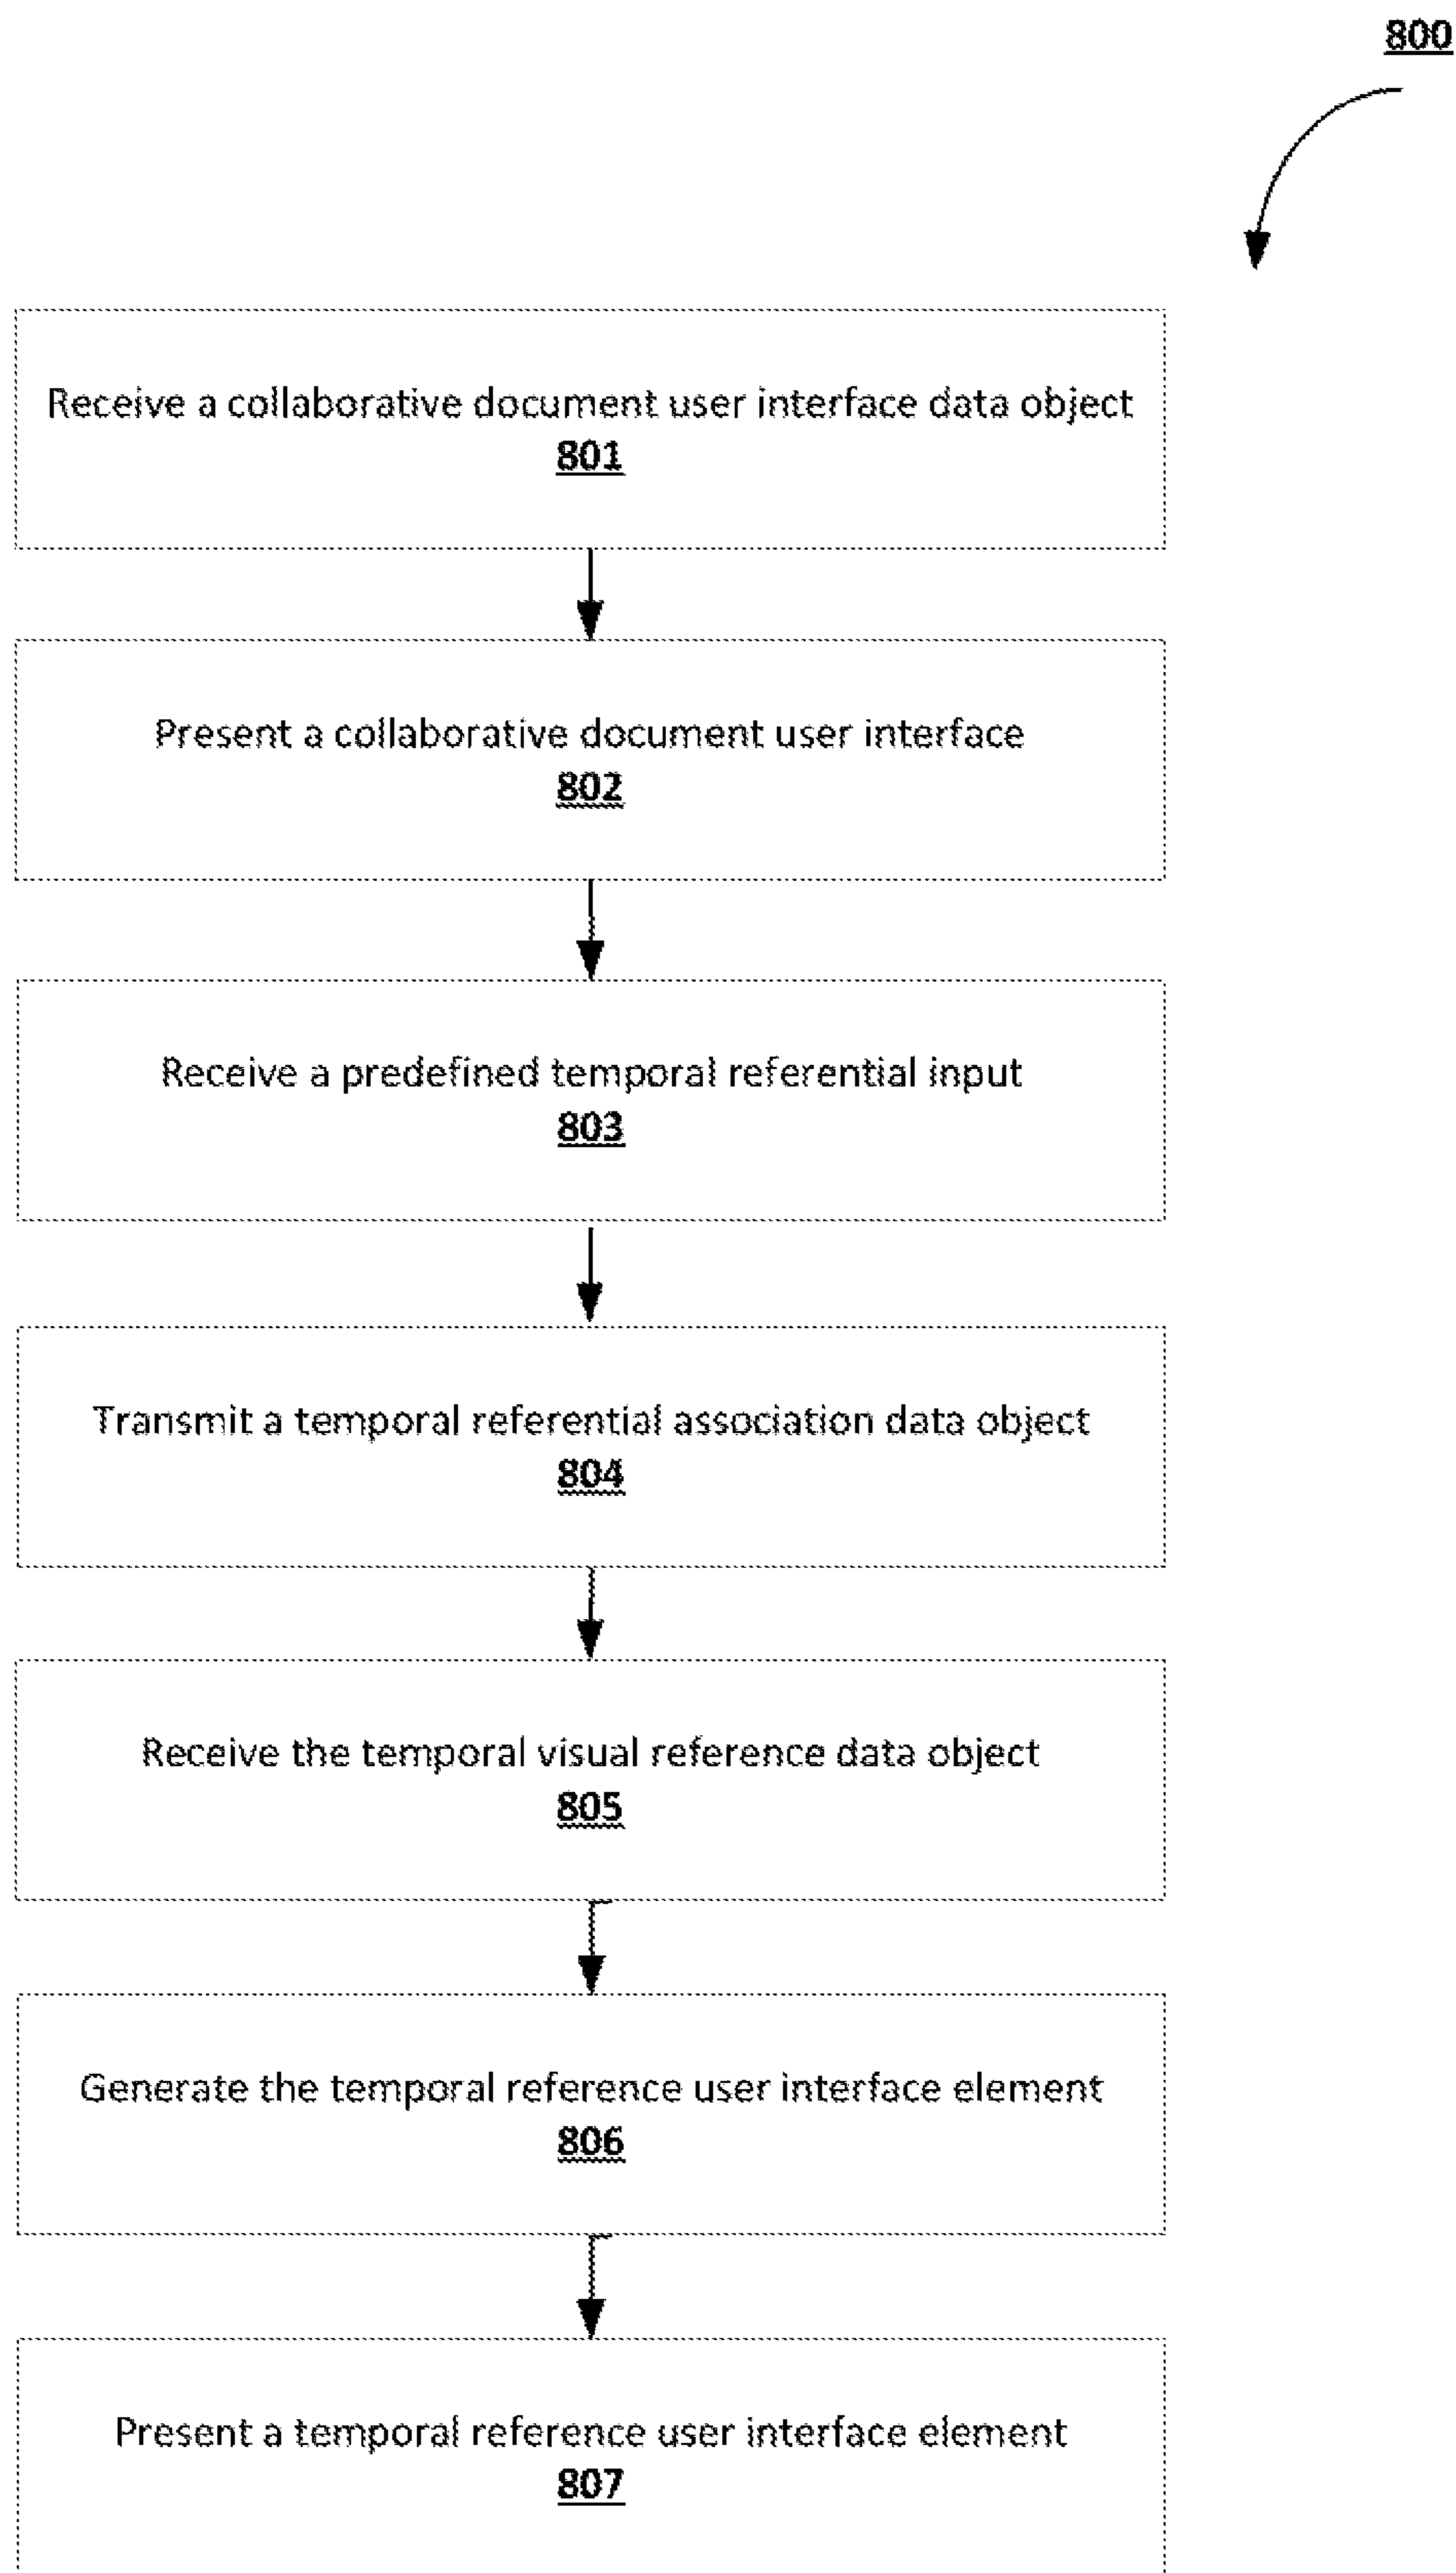 800
Receive a collaborative document user interface data object
801
Present a collaborative document user interface
802
Receive a predefined temporal referential input
803
Transmit a temporal referential association data object
804
Receive the temporal visual reference data object
805
Generate the temporal reference user interface element
806
Present a temporal reference user interface element
807